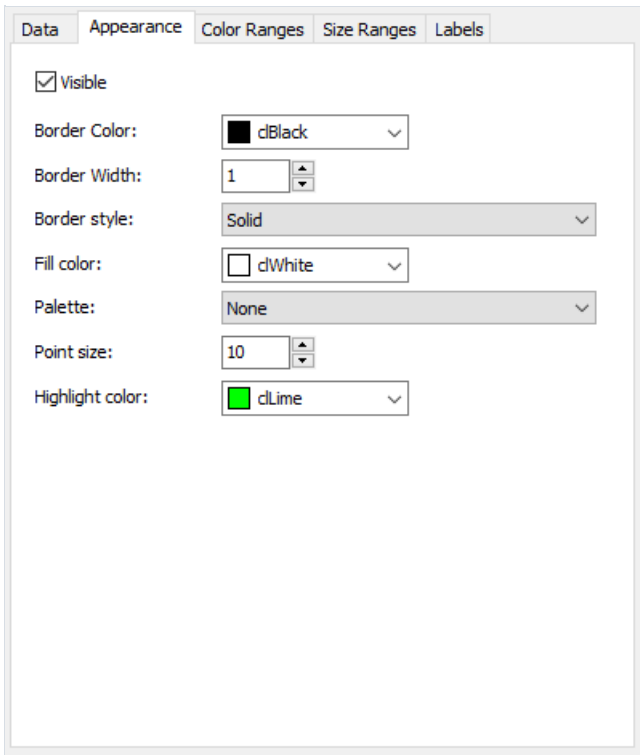 Data Appearance Color Ranges Size Ranges Labels
Visible
Border Color: clBlack
Border Width: 1
Border style: Solid
Fill color: clWhite
Palette: None
Point size: 10
Highlight color: clLime